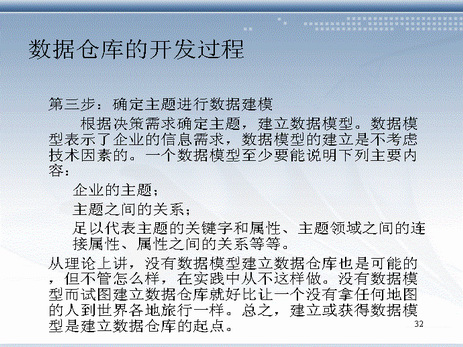 数据仓库的开发过程
第三步：确定主题进行数据建模
根据决策需求确定主题，建立数据模型。数据模
型表示了企业的信息需求，数据模型的建立是不考虑
技术因素的。一个数据模型至少要能说明下列主要内
容：
企业的主题；
主题之间的关系；
足以代表主题的关键字和属性、主题领域之间的连
接属性、属性之间的关系等等。
从理论上讲，没有数据模型建立数据仓库也是可能的
，但不管怎么样，在实践中从不这样做。没有数据模
型而试图建立数据仓库就好比让一个没有拿任何地图
的人到世界各地旅行一样。总之，建立或获得数据模
型是建立数据仓库的起点。
32